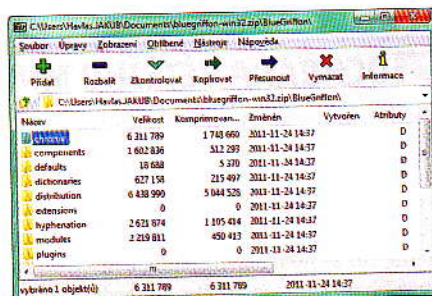 C:\Users\Havlas.JAKUB\Documents\bluegriffon-win32.zip\BlueGriffon\
Soubor Úpravy Zobrazení Oblíbené Nástroje Nápověda
Přidat Rozbalit Zkontrolovat Kopírovat Přesunout Vymazat Informace
C:\Users\Havlas.JAKUB\Documents\bluegriffon-win32.zip\BlueGriffon\
Název Velikost Komprimovan... Změněn Vytvořen Atributy
6 311 789 1 748 660 2011-11-24 14:37 D
components 1 602 836 512 293 2011-11-24 14:37 D
defaults 18 688 5 370 2011-11-24 14:37 D
dictionaries 627 158 215 497 2011-11-24 14:37 D
distribution 6 438 990 5 044 526 2011-11-24 14:37 D
extensions 0 0 2011-11-24 14:37 D
hyphenation 2 621 874 1 105 414 2011-11-24 14:37 D
modules 2 219 811 450 413 2011-11-24 14:37 D
plugins 0 0 2011-11-24 14:37 D
vybráno 1 objekt(ů) 6 311 789 6 311 789 2011-11-24 14:37